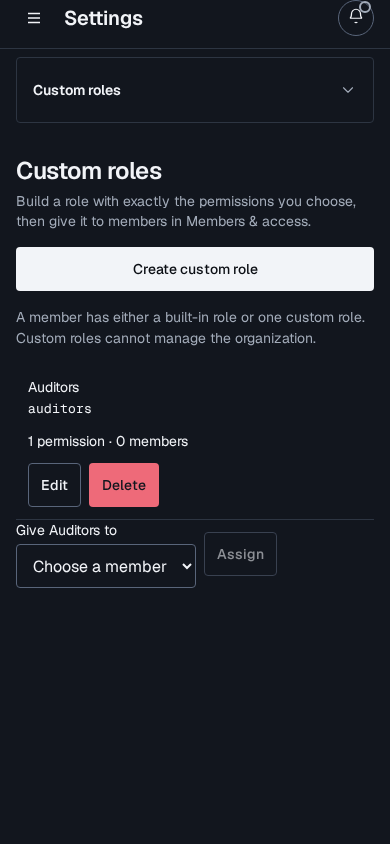 Settings
Custom roles
Custom roles
Build a role with exactly the permissions you choose,
then give it to members in Members & access.
Create custom role
A member has either a built-in role or one custom role.
Custom roles cannot manage the organization.
Auditors
auditors
1 permission · 0 members
Edit
Delete
Give Auditors to
Choose a member
Assign